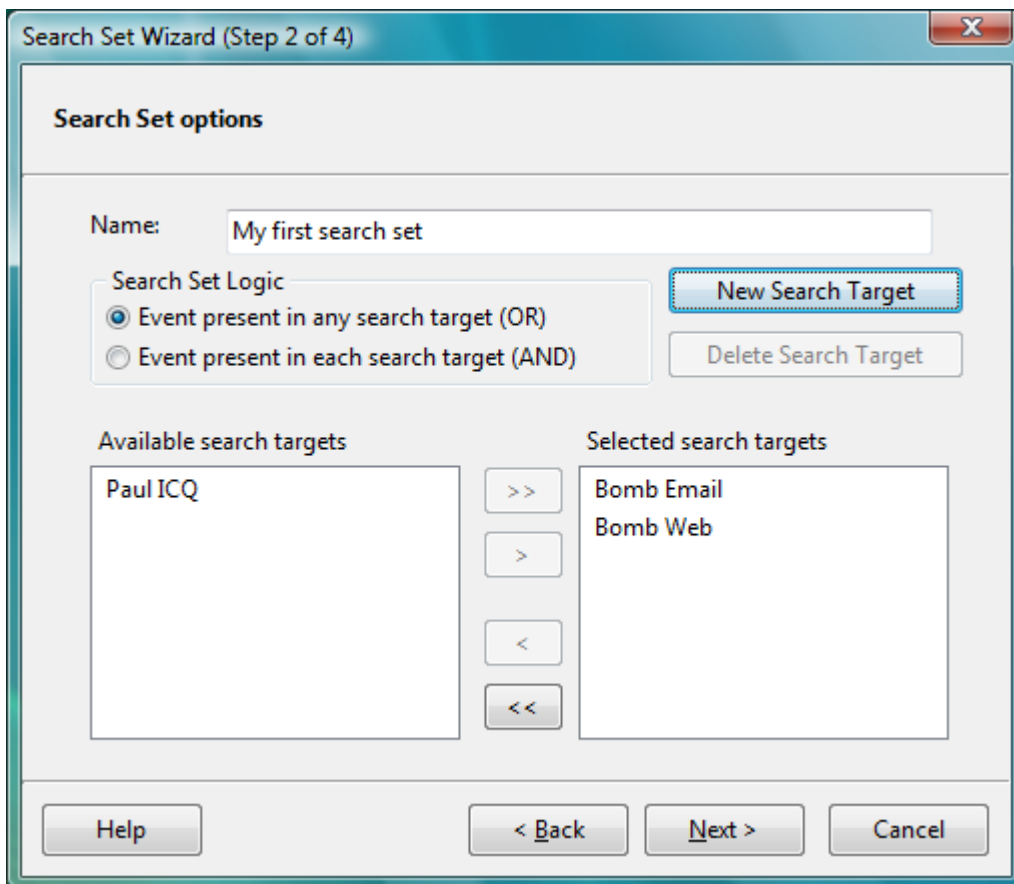 Search Set Wizard (Step 2 of 4)
X
Search Set options
Name:
My first search set
Search Set Logic
New Search Target
Event present in any search target (OR)
Event present in each search target (AND)
Delete Search Target
Available search targets
Selected search targets
Paul ICQ
>>
Bomb Email
Bomb Web
>
<
<<
Help
< Back
Next >
Cancel